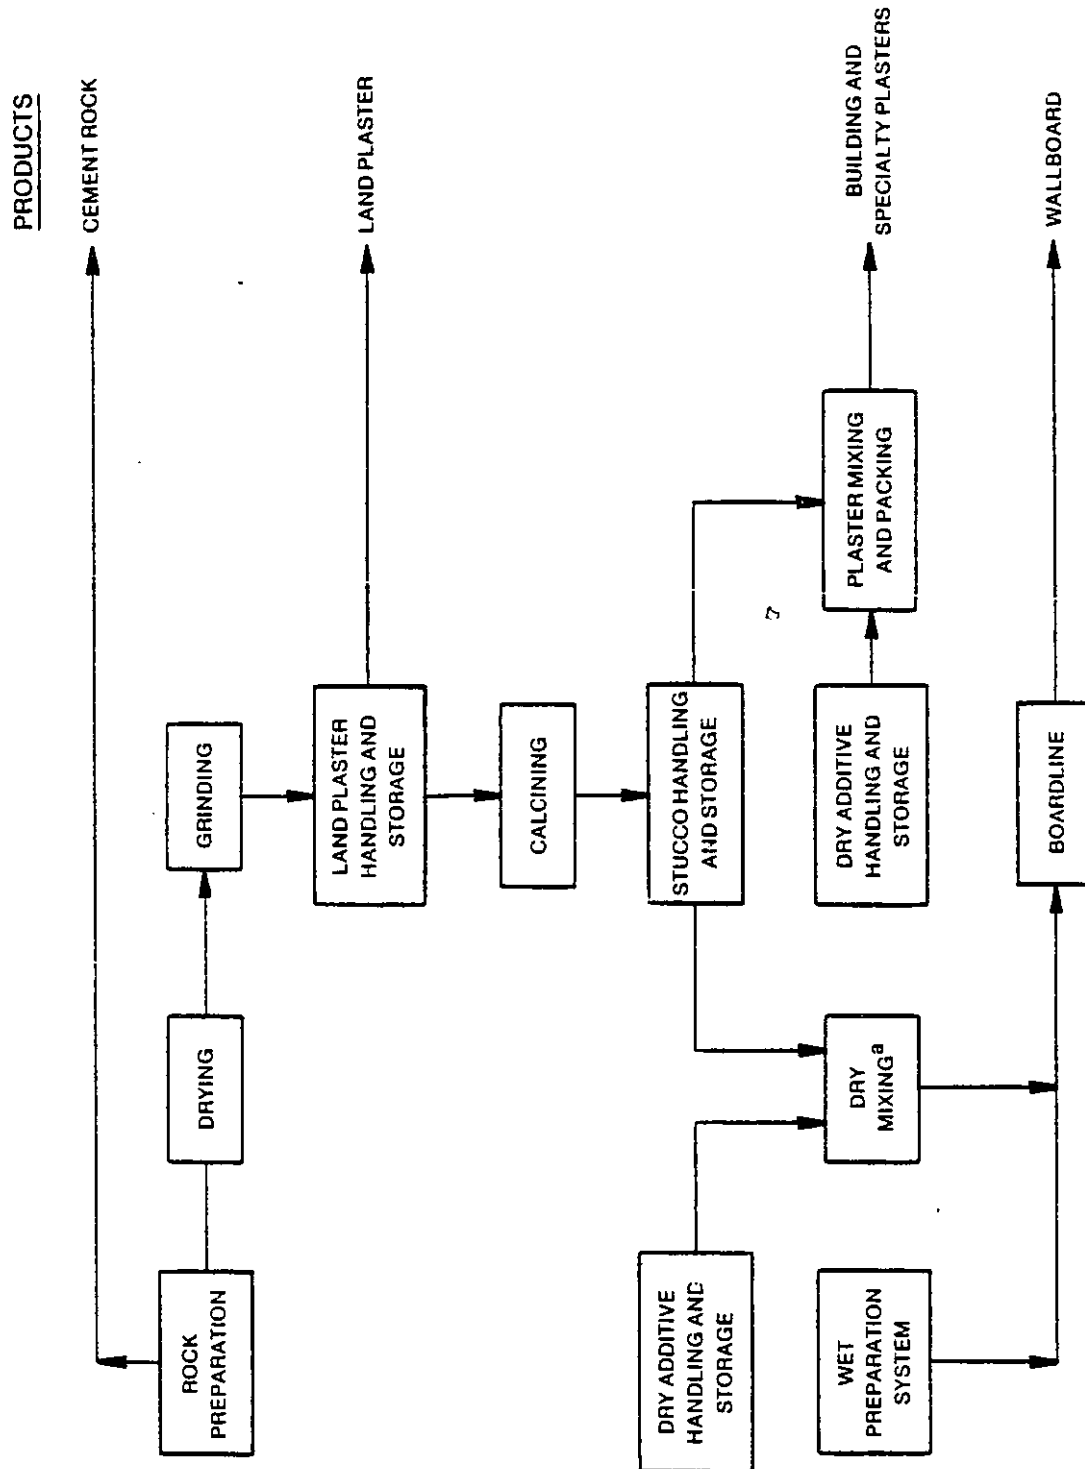 PRODUCTS
CEMENT ROCK
ROCK
PREPARATION
DRYING
GRINDING
LAND PLASTER
HANDLING AND
STORAGE
LAND PLASTER
CALCINING
STUCCO HANDLING
AND STORAGE
DRY ADDITIVE
HANDLING AND
STORAGE
DRY
MIXINGᵃ
DRY ADDITIVE
HANDLING AND
STORAGE
PLASTER MIXING
AND PACKING
BUILDING AND
SPECIALTY PLASTERS
WET
PREPARATION
SYSTEM
BOARDLINE
WALLBOARD